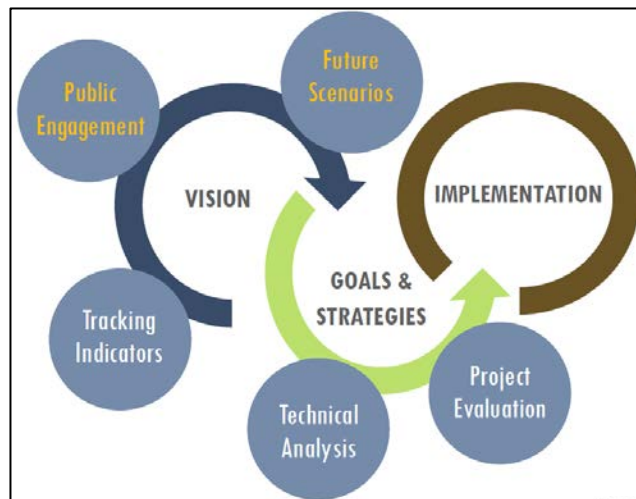 Future
Scenarios
Public
Engagement
VISION
IMPLEMENTATION
GOALS &
STRATEGIES
Tracking
Indicators
Project
Evaluation
Technical
Analysis